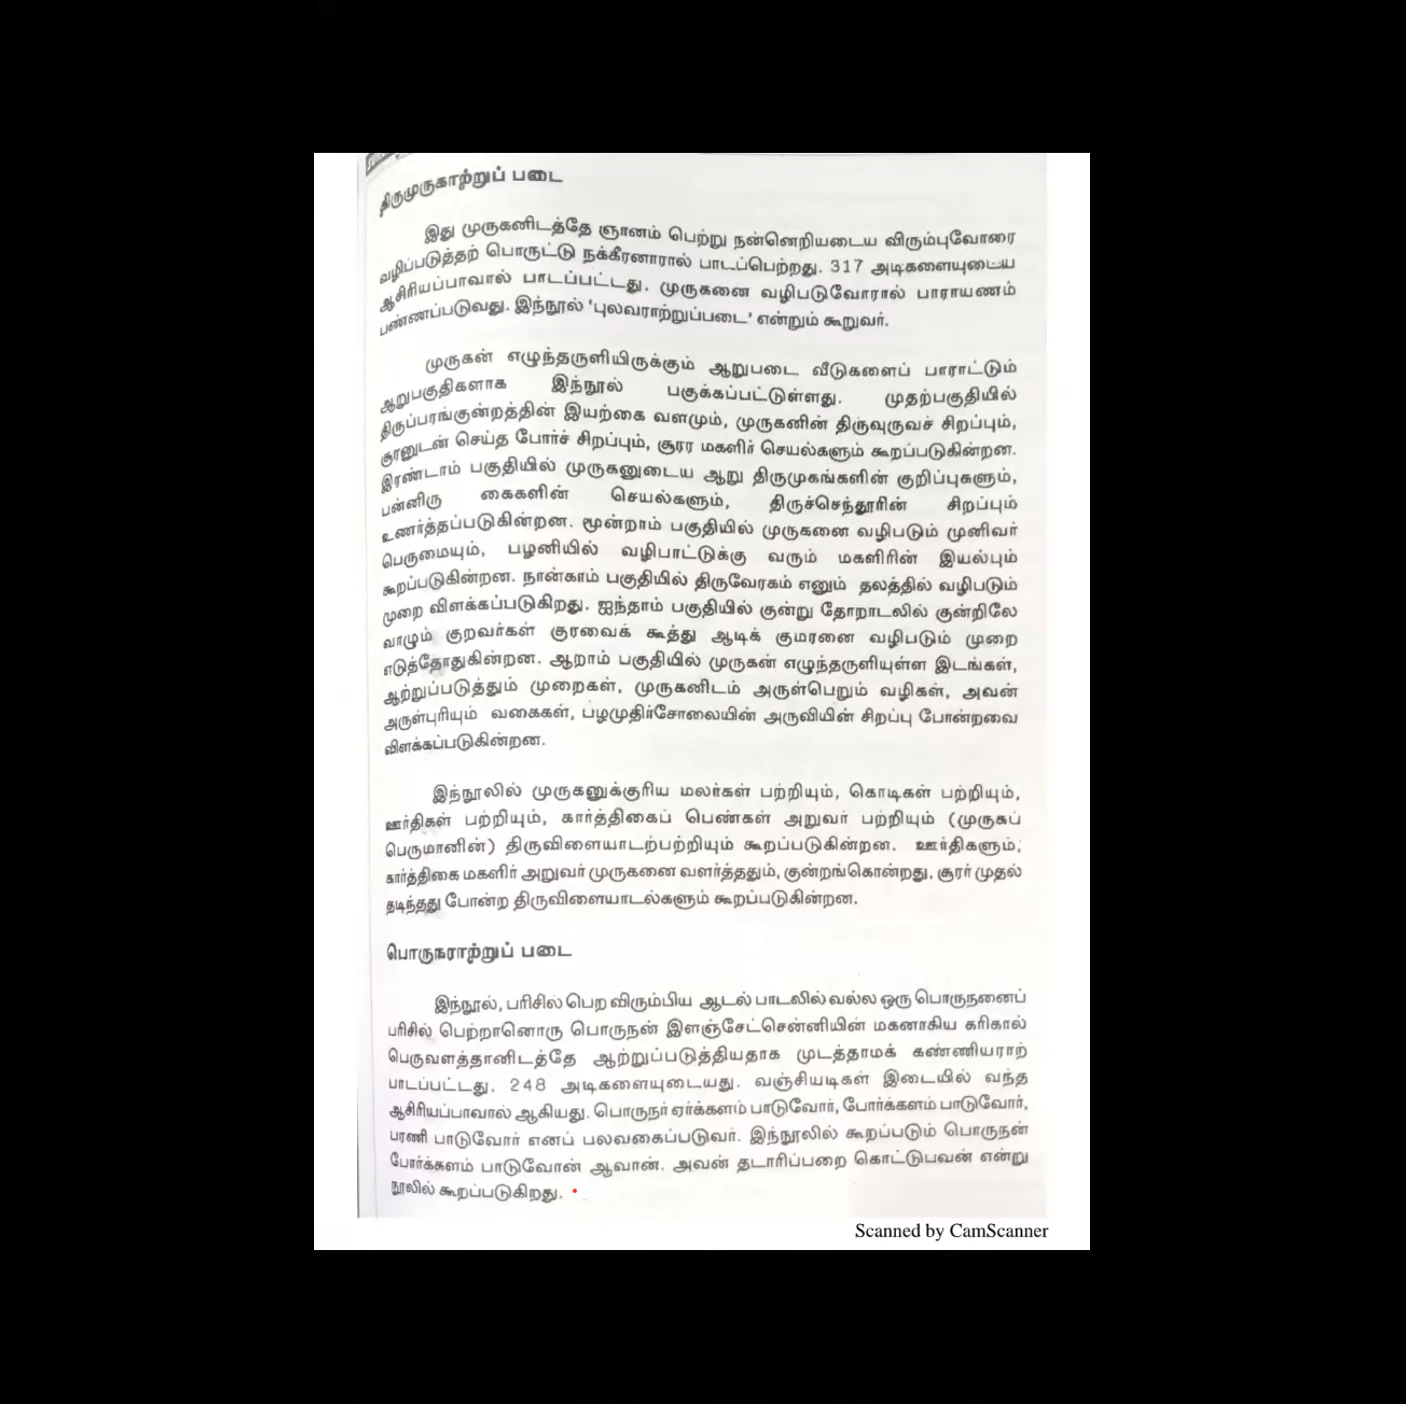 திருமுருகாற்றுப் படை
இது முருகனிடத்தே ஞானம் பெற்று நன்னெறியடைய விரும்புவோரை
வழிப்படுத்தற் பொருட்டு நக்கீரனாரால் பாடப்பெற்றது. 317 அடிகளையுடைய
ஆசிரியப்பாவால் பாடப்பட்டது. முருகனை வழிபடுவோரால் பாராயணம்
பண்ணப்படுவது. இந்நூல் 'புலவராற்றுப்படை' என்றும் கூறுவர்.
முருகன் எழுந்தருளியிருக்கும் ஆறுபடை வீடுகளைப் பாராட்டும்
ஆறுபகுதிகளாக இந்நூல் பகுக்கப்பட்டுள்ளது. முதற்பகுதியில்
திருப்பரங்குன்றத்தின் இயற்கை வளமும், முருகனின் திருவுருவச் சிறப்பும்,
சூரனுடன் செய்த போர்ச் சிறப்பும், சூரர மகளிர் செயல்களும் கூறப்படுகின்றன.
இரண்டாம் பகுதியில் முருகனுடைய ஆறு திருமுகங்களின் குறிப்புகளும்,
பன்னிரு கைகளின் செயல்களும், திருச்செந்தூரின் சிறப்பும்
உணர்த்தப்படுகின்றன. மூன்றாம் பகுதியில் முருகனை வழிபடும் முனிவர்
பெருமையும், பழனியில் வழிபாட்டுக்கு வரும் மகளிரின் இயல்பும்
கூறப்படுகின்றன. நான்காம் பகுதியில் திருவேரகம் எனும் தலத்தில் வழிபடும்
முறை விளக்கப்படுகிறது. ஐந்தாம் பகுதியில் குன்று தோறாடலில் குன்றிலே
வாழும் குறவர்கள் குரவைக் கூத்து ஆடிக் குமரனை வழிபடும் முறை
எடுத்தோதுகின்றன. ஆறாம் பகுதியில் முருகன் எழுந்தருளியுள்ள இடங்கள்,
ஆற்றுப்படுத்தும் முறைகள், முருகனிடம் அருள்பெறும் வழிகள், அவன்
அருள்புரியும் வகைகள், பழமுதிர்சோலையின் அருவியின் சிறப்பு போன்றவை
விளக்கப்படுகின்றன.
இந்நூலில் முருகனுக்குரிய மலர்கள் பற்றியும், கொடிகள் பற்றியும்,
ஊர்திகள் பற்றியும், கார்த்திகைப் பெண்கள் அறுவர் பற்றியும் (முருகப்
பெருமானின்) திருவிளையாடற்பற்றியும் கூறப்படுகின்றன. ஊர்திகளும்,
கார்த்திகை மகளிர் அறுவர் முருகனை வளர்த்ததும், குன்றங்கொன்றது, சூரர் முதல்
தடிந்தது போன்ற திருவிளையாடல்களும் கூறப்படுகின்றன.
பொருநராற்றுப் படை
இந்நூல், பரிசில் பெற விரும்பிய ஆடல் பாடலில் வல்ல ஒரு பொருநனைப்
பரிசில் பெற்றானொரு பொருநன் இளஞ்சேட்சென்னியின் மகனாகிய கரிகால்
பெருவளத்தானிடத்தே ஆற்றுப்படுத்தியதாக முடத்தாமக் கண்ணியராற்
பாடப்பட்டது. 248 அடிகளையுடையது. வஞ்சியடிகள் இடையில் வந்த
ஆசிரியப்பாவால் ஆகியது. பொருநர் ஏர்க்களம் பாடுவோர், போர்க்களம் பாடுவோர்,
பரணி பாடுவோர் எனப் பலவகைப்படுவர். இந்நூலில் கூறப்படும் பொருநன்
போர்க்களம் பாடுவோன் ஆவான். அவன் தடாரிப்பறை கொட்டுபவன் என்று
நூலில் கூறப்படுகிறது.
Scanned by CamScanner